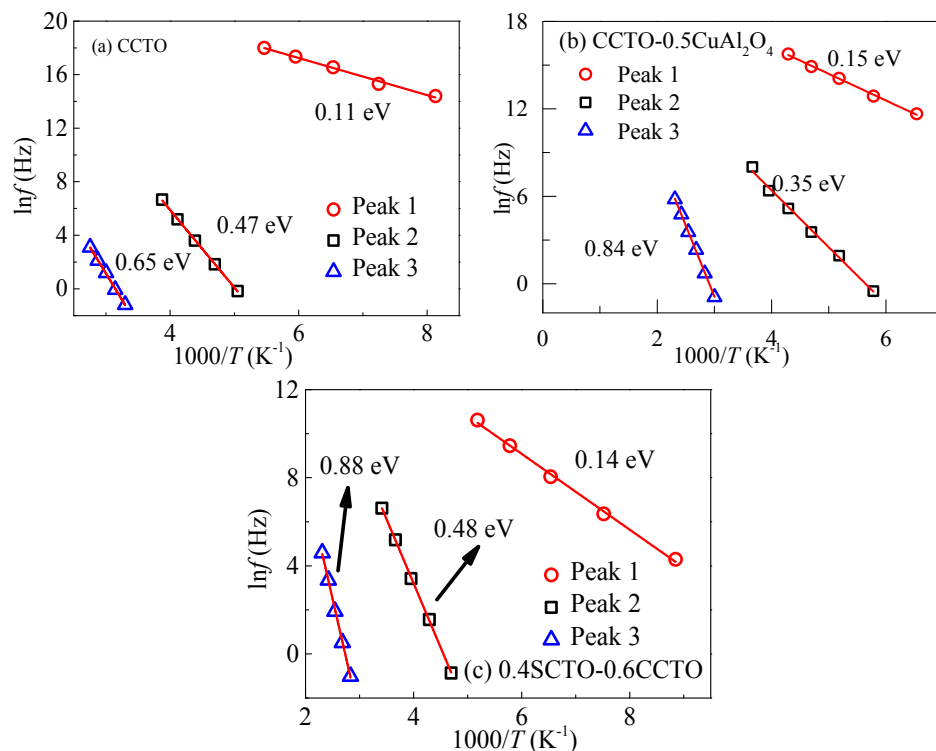 (a) CCTO
20
16
12
8
4
0
lnf (Hz)
0.11 eV
0.47 eV
0.65 eV
Peak 1
Peak 2
Peak 3
4 6 8
1000/T (K⁻¹)
(b) CCTO-0.5CuAl₂O₄
18
12
6
0
lnf (Hz)
Peak 1
Peak 2
Peak 3
0.15 eV
0.35 eV
0.84 eV
0 2 4 6
1000/T (K⁻¹)
12
8
4
0
lnf (Hz)
0.88 eV
0.14 eV
0.48 eV
Peak 1
Peak 2
Peak 3
(c) 0.4SCTO-0.6CCTO
2 4 6 8
1000/T (K⁻¹)